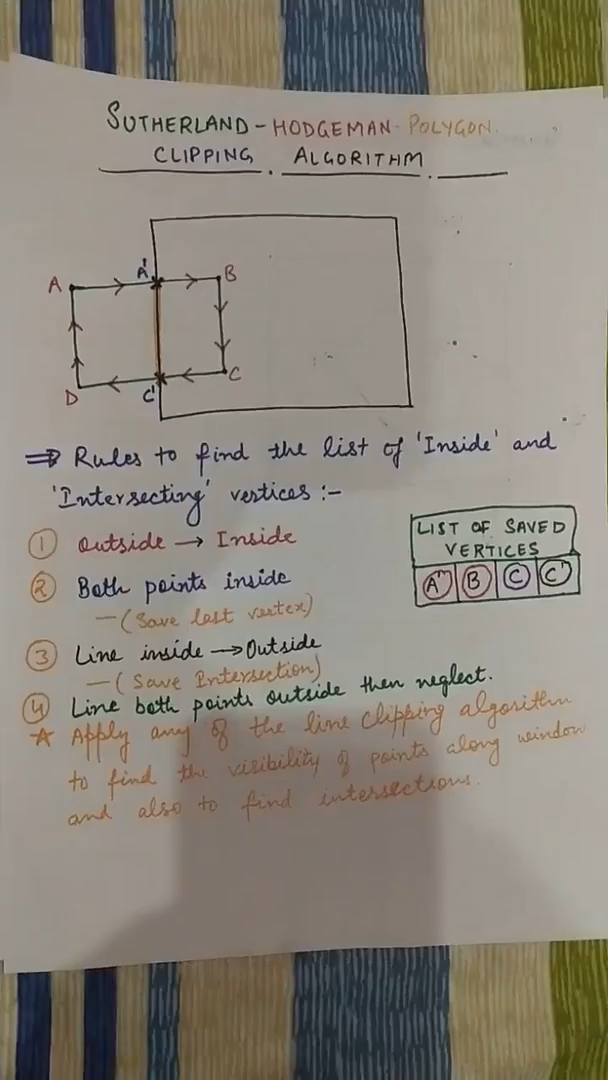 SUTHERLAND-HODGEMAN-POLYGON
CLIPPING ALGORITHM.
A
A'
B
C
D
C'
⇒ Rules to find the list of 'Inside' and
'Intersecting' vertices :-
① Outside → Inside
② Both points inside
-(Save last vertex)
③ Line inside → Outside
-(Save Intersection)
④ Line both points outside then neglect.
☆ Apply any of the line clipping algorithm
to find the visibility of points along window
and also to find intersections.
LIST OF SAVED
VERTICES
A' B C C'